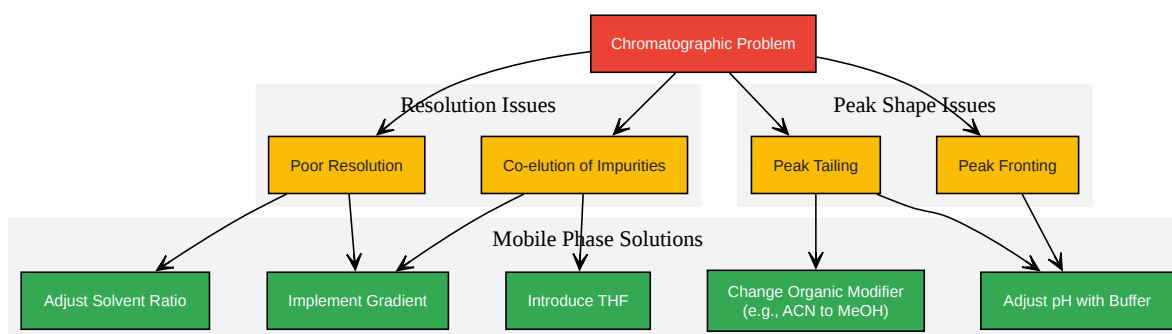 Chromatographic Problem
Resolution Issues
Peak Shape Issues
Poor Resolution
Co-elution of Impurities
Peak Tailing
Peak Fronting
Mobile Phase Solutions
Adjust Solvent Ratio
Implement Gradient
Introduce THF
Change Organic Modifier
(e.g., ACN to MeOH)
Adjust pH with Buffer